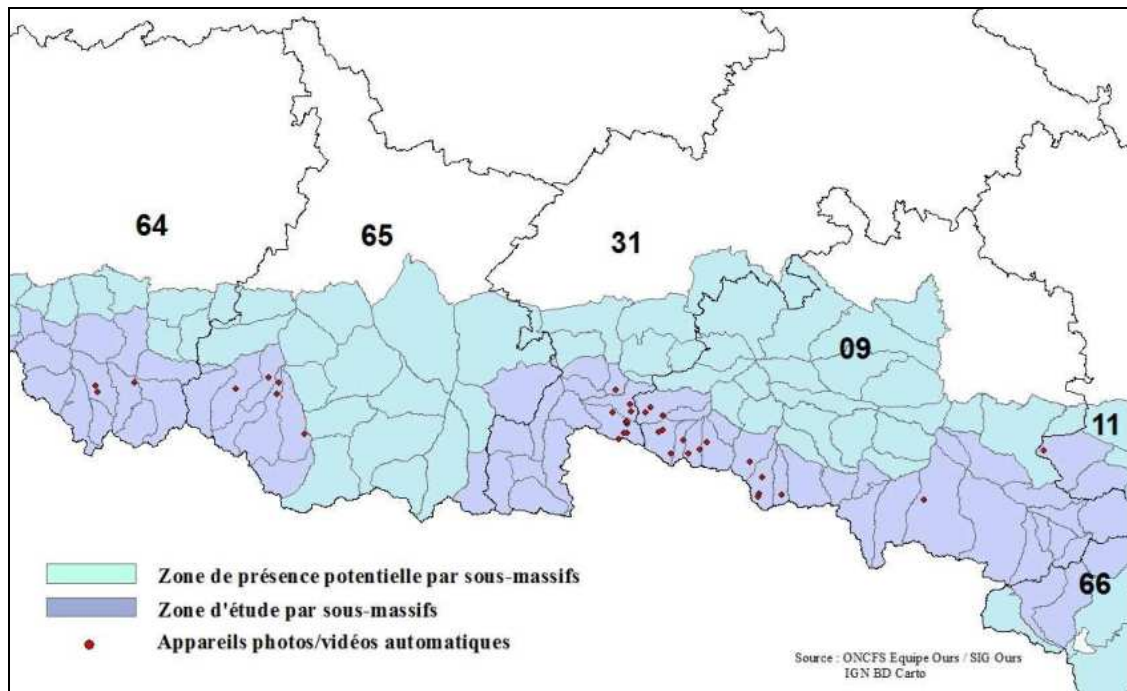 64
65
31
09
11
66
Zone de présence potentielle par sous-massifs
Zone d'étude par sous-massifs
Appareils photos/vidéos automatiques
Source : ONCFS Equipe Ours / SIG Ours
IGN BD Carto